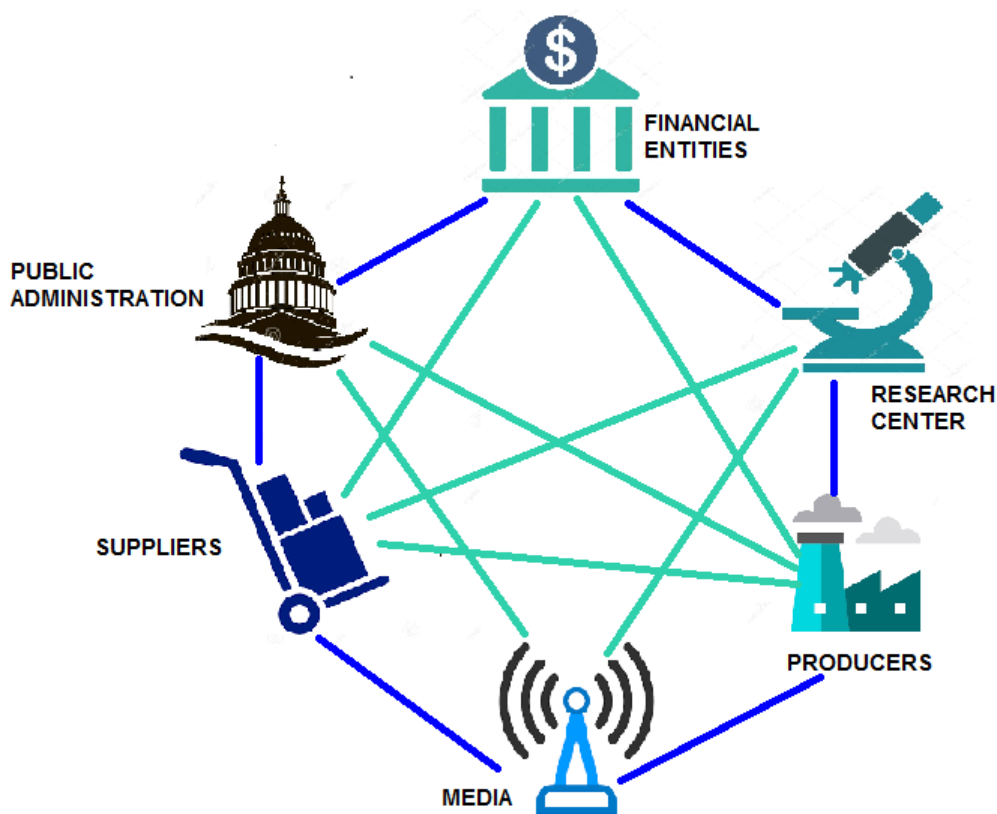 $
FINANCIAL
ENTITIES
PUBLIC
ADMINISTRATION
RESEARCH
CENTER
SUPPLIERS
PRODUCERS
MEDIA